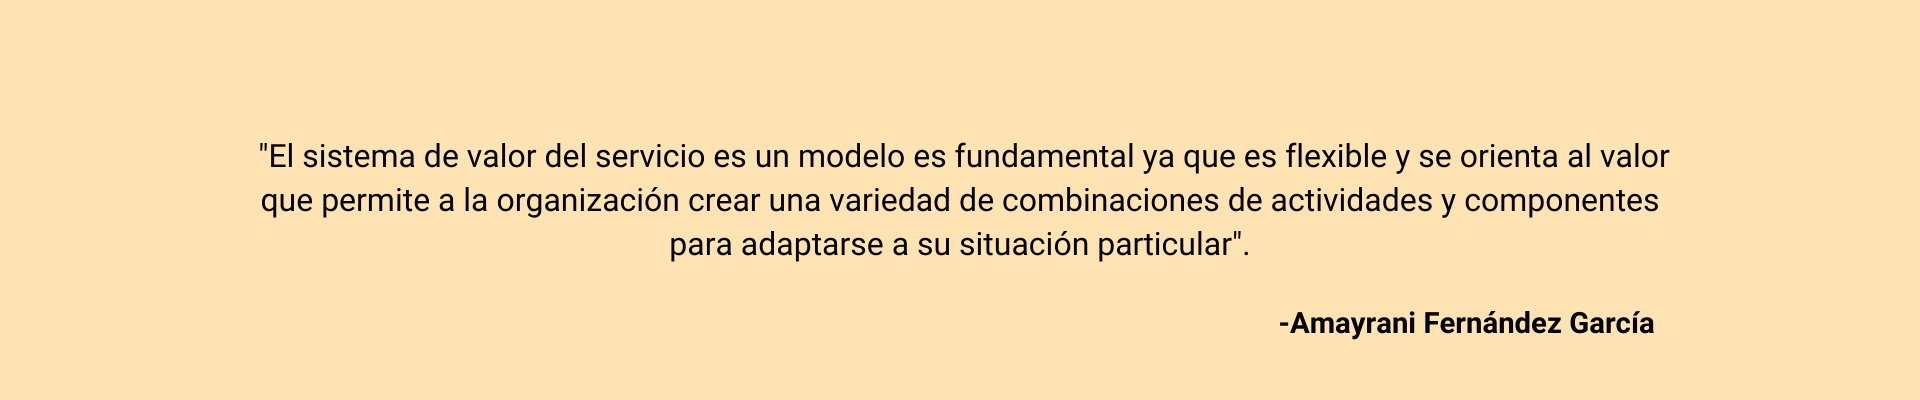 "El sistema de valor del servicio es un modelo es fundamental ya que es flexible y se orienta al valor
que permite a la organización crear una variedad de combinaciones de actividades y componentes
para adaptarse a su situación particular".
-Amayrani Fernández García